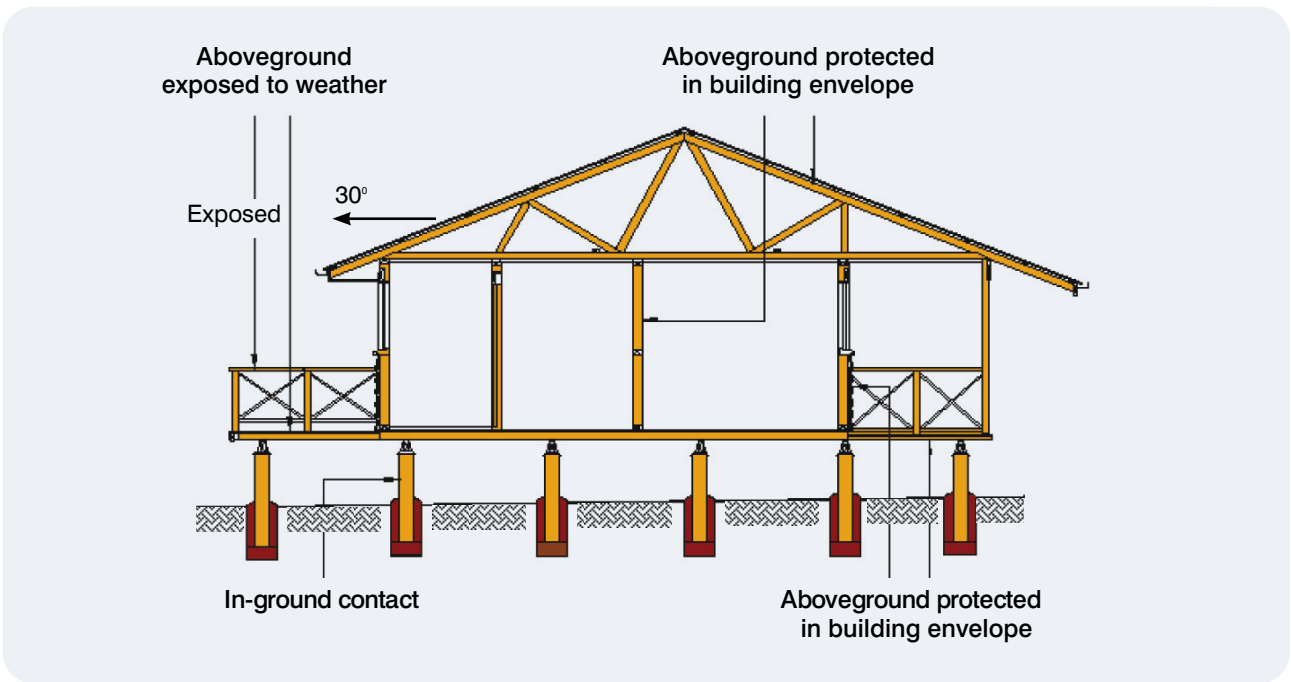 Aboveground
exposed to weather
Aboveground protected
in building envelope
30°
Exposed
In-ground contact
Aboveground protected
in building envelope